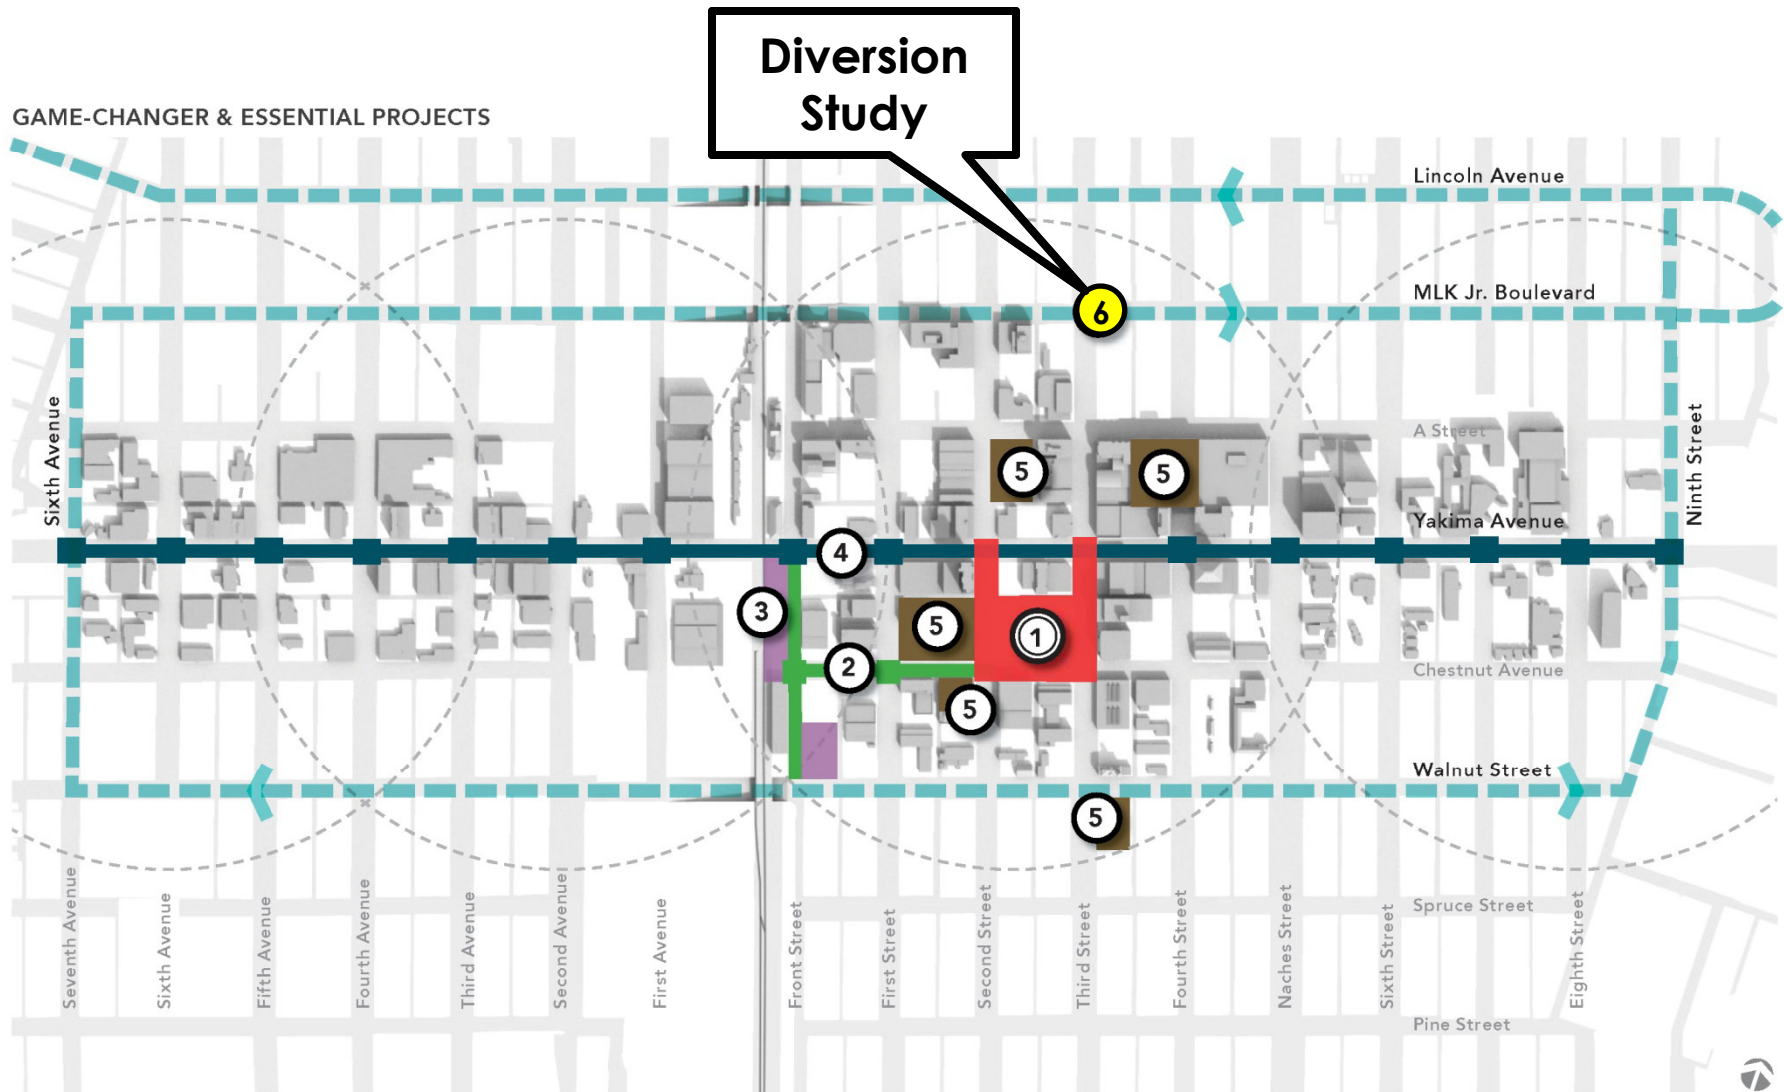 Diversion
Study
GAME-CHANGER & ESSENTIAL PROJECTS
Lincoln Avenue
MLK Jr. Boulevard
6
Sixth Avenue
A Street
Ninth Street
5
5
Yakima Avenue
4
3
5
1
2
Chestnut Avenue
5
Walnut Street
5
Seventh Avenue
Sixth Avenue
Fifth Avenue
Fourth Avenue
Third Avenue
Second Avenue
First Avenue
Front Street
First Street
Second Street
Third Street
Fourth Street
Naches Street
Sixth Street
Eighth Street
Spruce Street
Pine Street